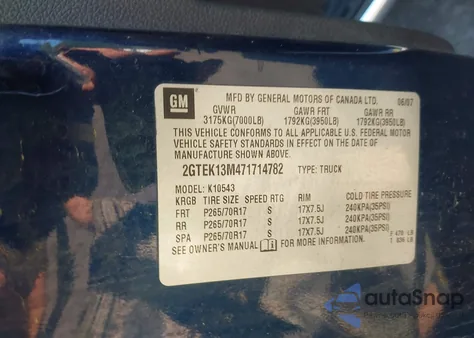 GM
MFD BY GENERAL MOTORS OF CANADA LTD. 06/07
GVWR GAWR FRT GAWR RR
3175KG(7000LB) 1792KG(3950LB) 1792KG(3950LB)
THIS VEHICLE CONFORMS TO ALL APPLICABLE U.S. FEDERAL MOTOR
VEHICLE SAFETY STANDARDS IN EFFECT ON THE DATE OF
MANUFACTURE SHOWN ABOVE.
2GTEK13M471714782 TYPE: TRUCK
MODEL: K10543
KRGB TIRE SIZE SPEED RTG RIM COLD TIRE PRESSURE
FRT P265/70R17 S 17X7.5J 240KPA(35PSI)
RR P265/70R17 S 17X7.5J 240KPA(35PSI)
SPA P265/70R17 S 17X7.5J 240KPA(35PSI)
SEE OWNER'S MANUAL FOR MORE INFORMATION.
autoSnap